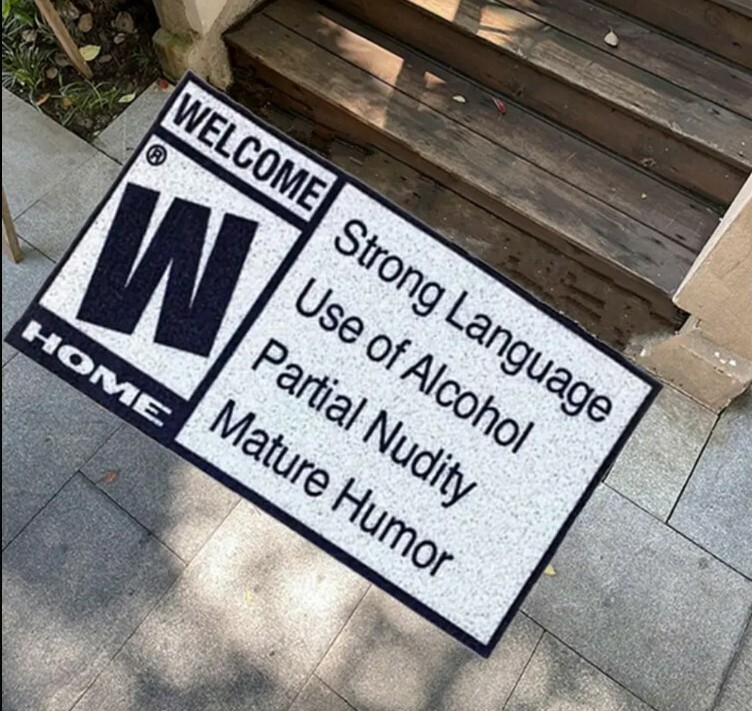 WELCOME
®
W
HOME
Strong Language
Use of Alcohol
Partial Nudity
Mature Humor